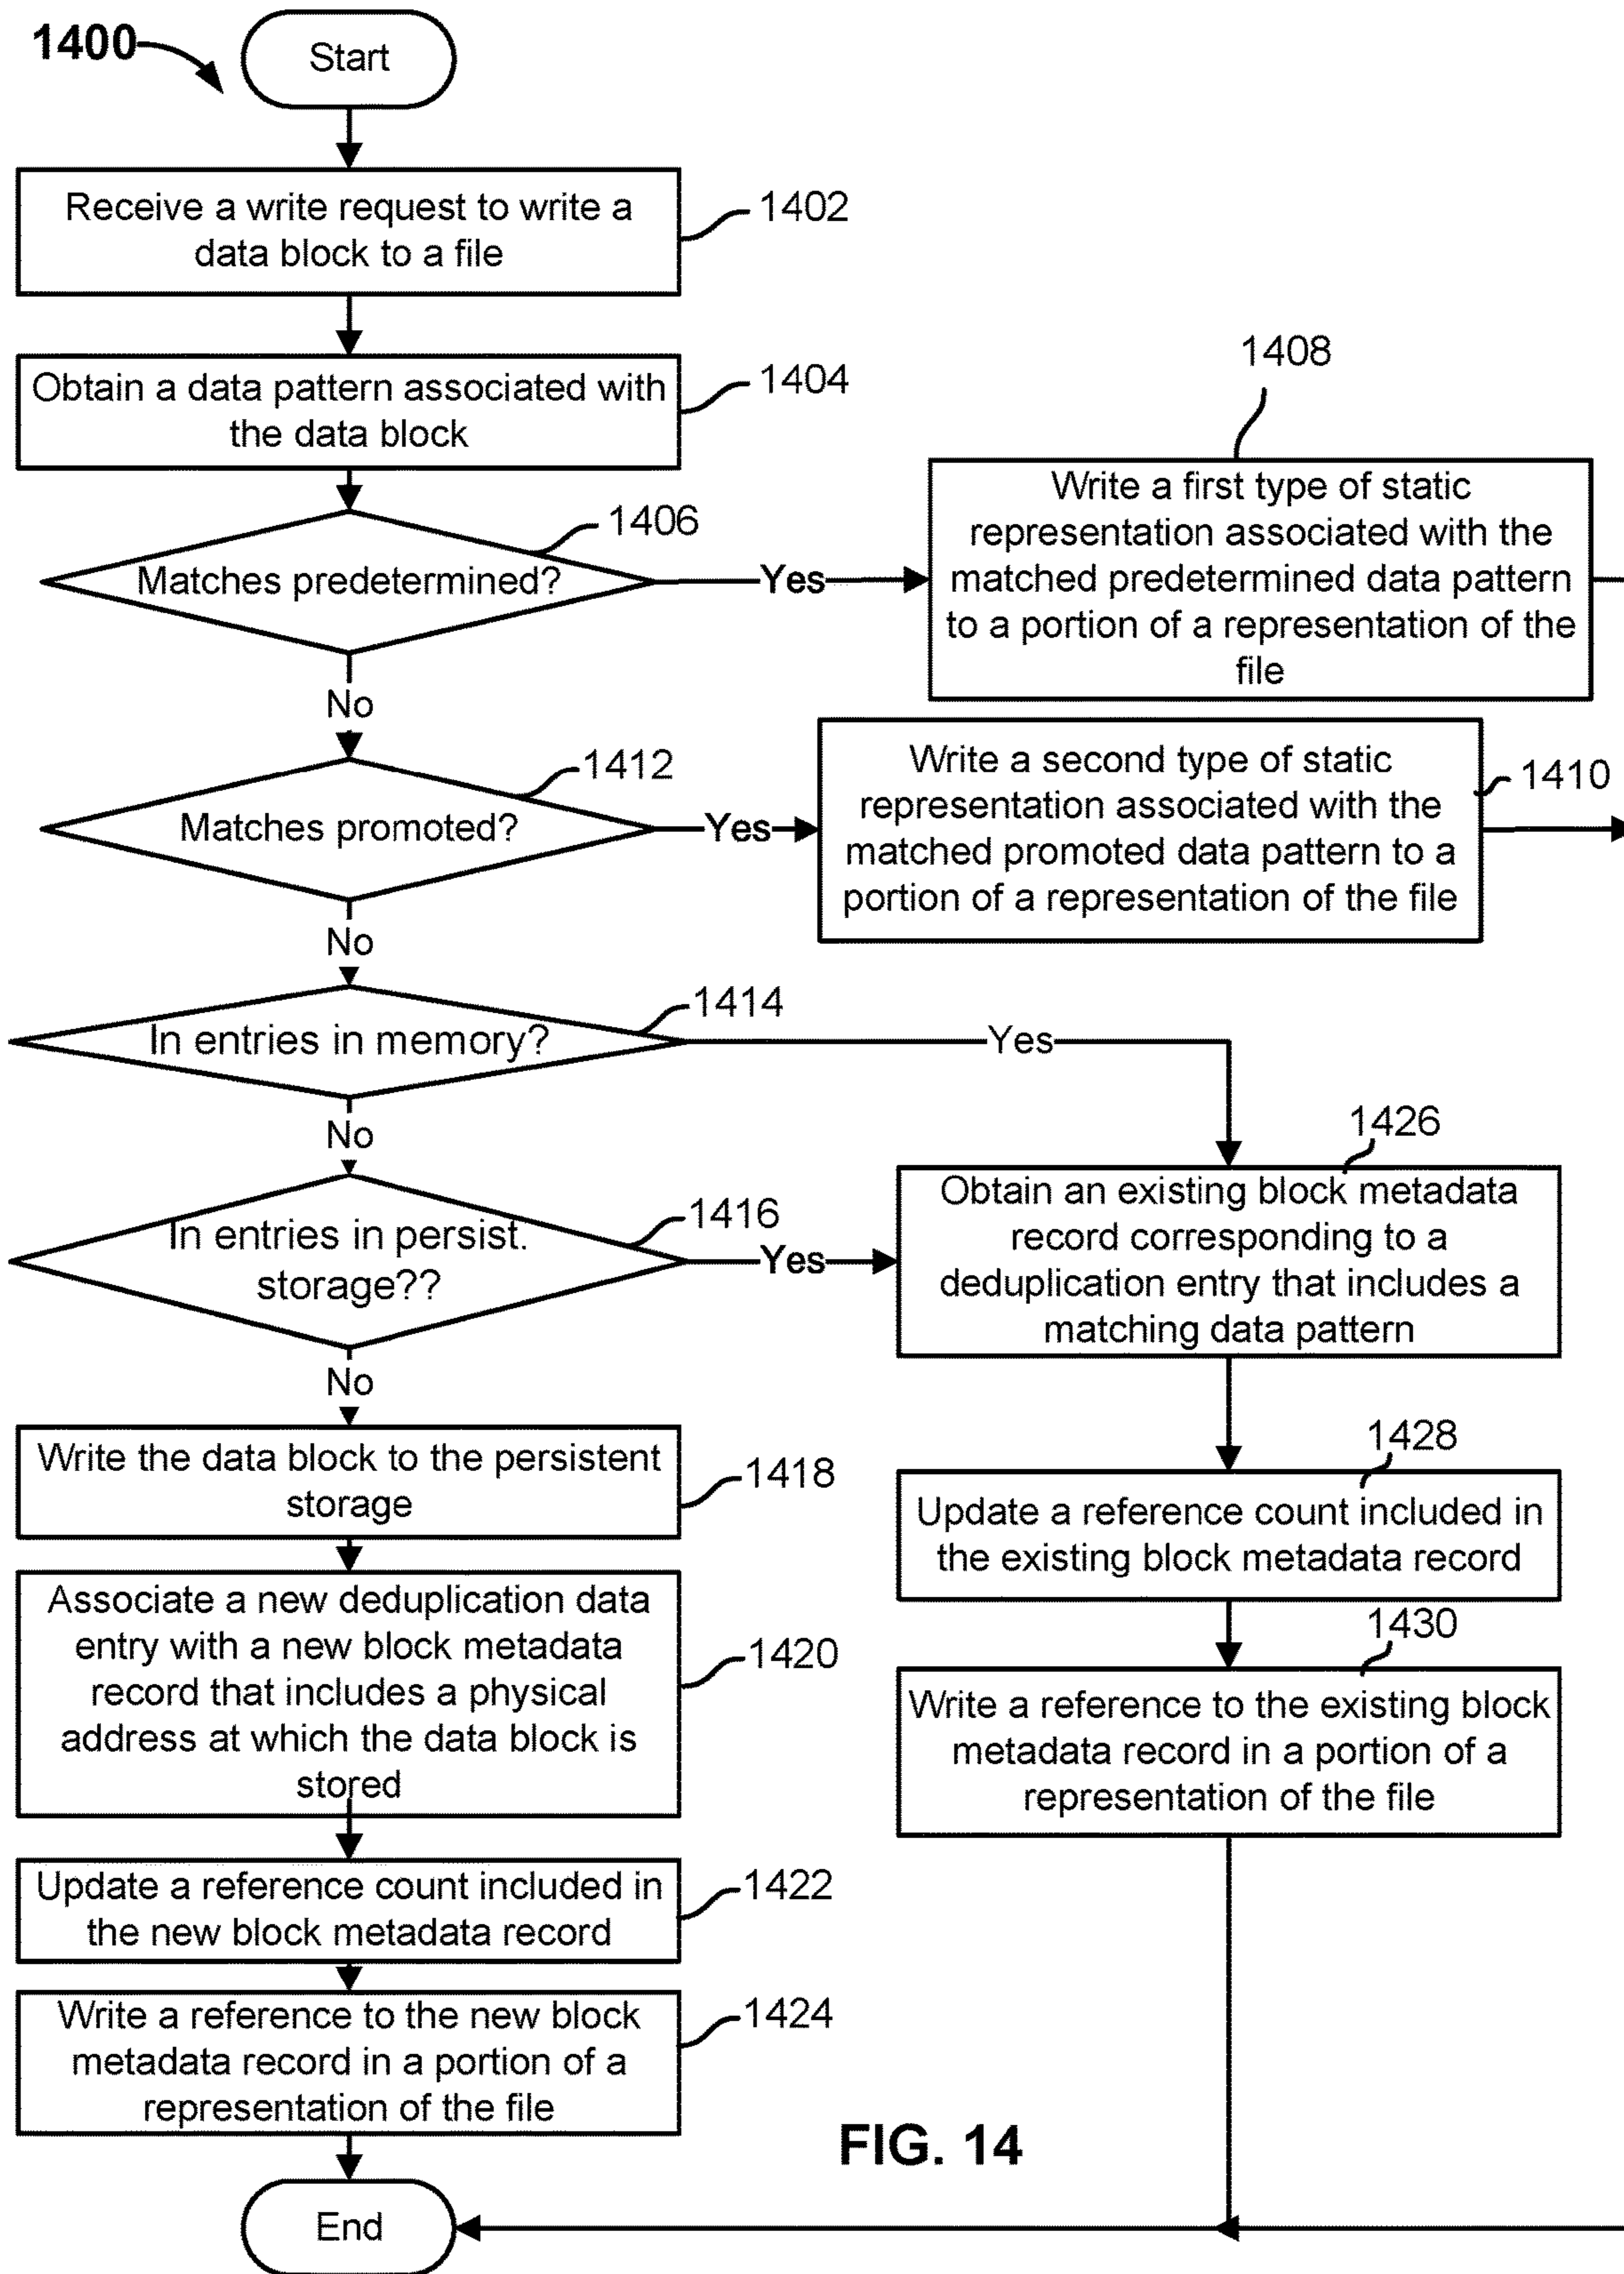 1400
Start
Receive a write request to write a
data block to a file
1402
Obtain a data pattern associated with
the data block
1404
1406
Matches predetermined?
Yes
1408
Write a first type of static
representation associated with the
matched predetermined data pattern
to a portion of a representation of the
file
No
1412
Matches promoted?
Yes
Write a second type of static
representation associated with the
matched promoted data pattern to a
portion of a representation of the file
1410
No
1414
In entries in memory?
Yes
No
1416
In entries in persist.
storage??
Yes
1426
Obtain an existing block metadata
record corresponding to a
deduplication entry that includes a
matching data pattern
No
Write the data block to the persistent
storage
1418
1428
Update a reference count included in
the existing block metadata record
Associate a new deduplication data
entry with a new block metadata
record that includes a physical
address at which the data block is
stored
1420
1430
Write a reference to the existing block
metadata record in a portion of a
representation of the file
Update a reference count included in
the new block metadata record
1422
Write a reference to the new block
metadata record in a portion of a
representation of the file
1424
FIG. 14
End